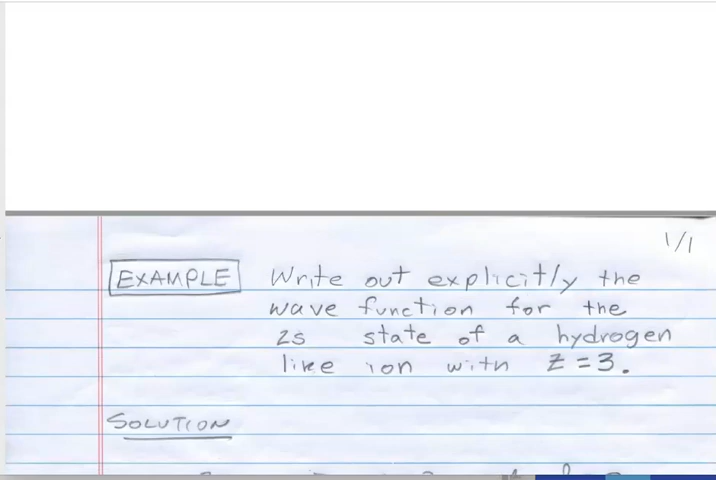 1/1
EXAMPLE Write out explicitly the
wave function for the
2s state of a hydrogen
like ion with Z = 3.
SOLUTION